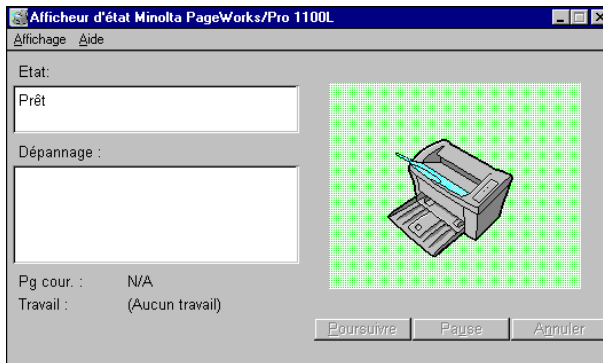 Afficheur d'état Minolta PageWorks/Pro 1100L
Affichage Aide
Etat:
Prêt
Dépannage :
Pg cour. : N/A
Travail : (Aucun travail)
Poursuivre Pause Annuler